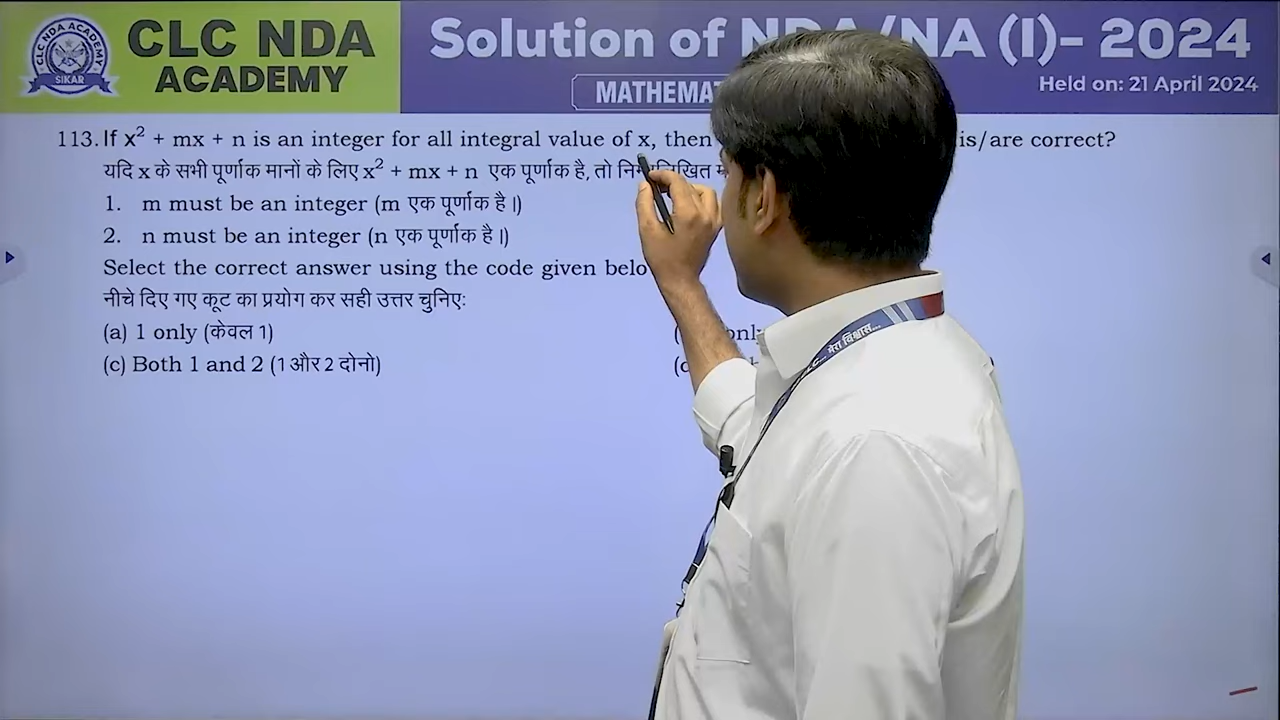 CLC NDA ACADEMY
SIKAR
CLC NDA
ACADEMY
Solution of NDA/NA (I)- 2024
MATHEMAT
Held on: 21 April 2024
113. If x² + mx + n is an integer for all integral value of x, then is/are correct?
यदि x के सभी पूर्णांक मानों के लिए x² + mx + n एक पूर्णांक है, तो निम्नलिखित
1. m must be an integer (m एक पूर्णांक है।)
2. n must be an integer (n एक पूर्णांक है।)
Select the correct answer using the code given belo
नीचे दिए गए कूट का प्रयोग कर सही उत्तर चुनिए:
(a) 1 only (केवल 1)
(c) Both 1 and 2 (1 और 2 दोनो)
मेरा विश्वास...